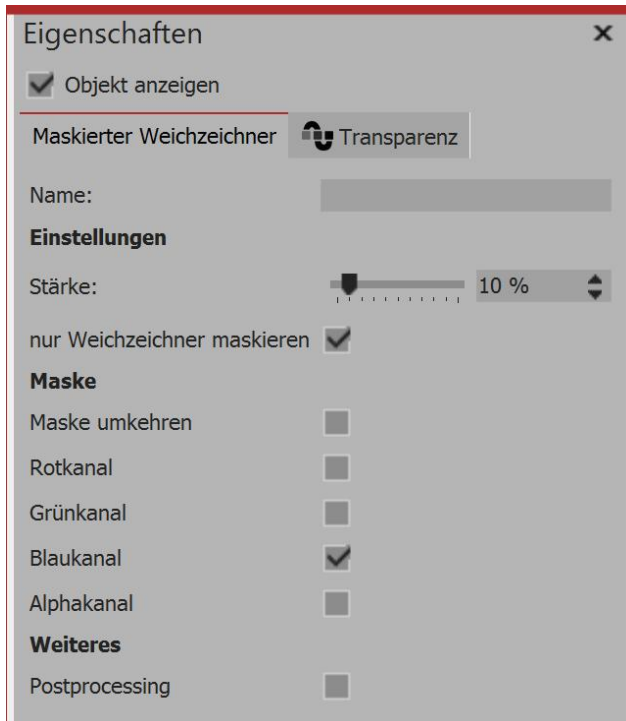 Eigenschaften
Objekt anzeigen
Maskierter Weichzeichner Transparenz
Name:
Einstellungen
Stärke: 10 %
nur Weichzeichner maskieren
Maske
Maske umkehren
Rotkanal
Grünkanal
Blaukanal
Alphakanal
Weiteres
Postprocessing